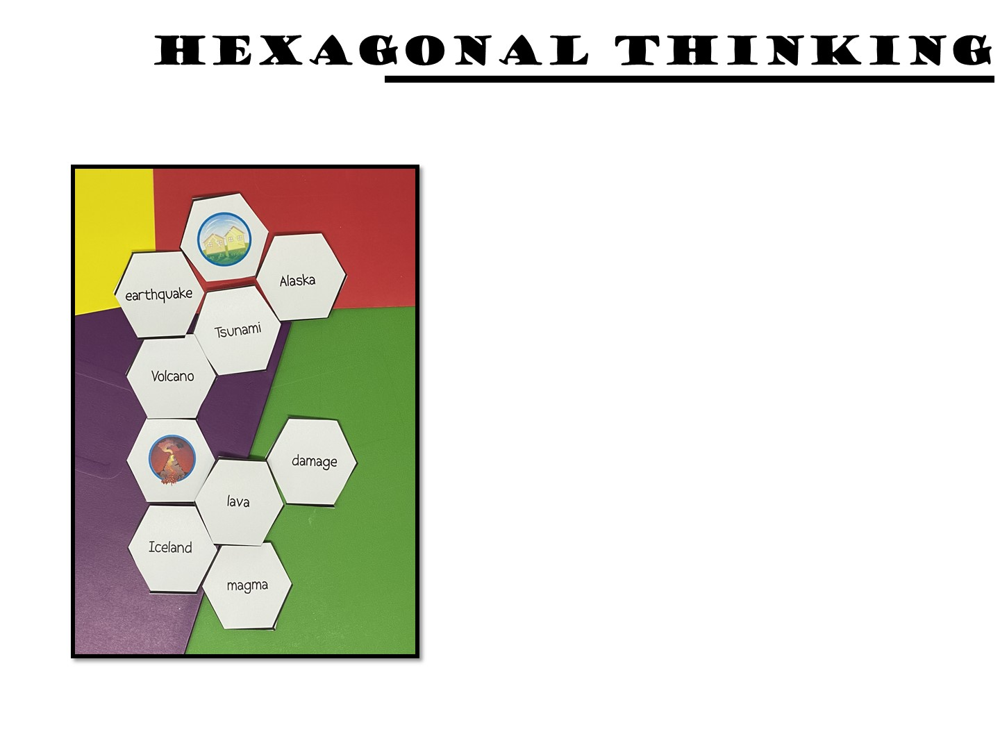 HEXAGONAL THINKING
earthquake
Alaska
Tsunami
Volcano
damage
lava
Iceland
magma